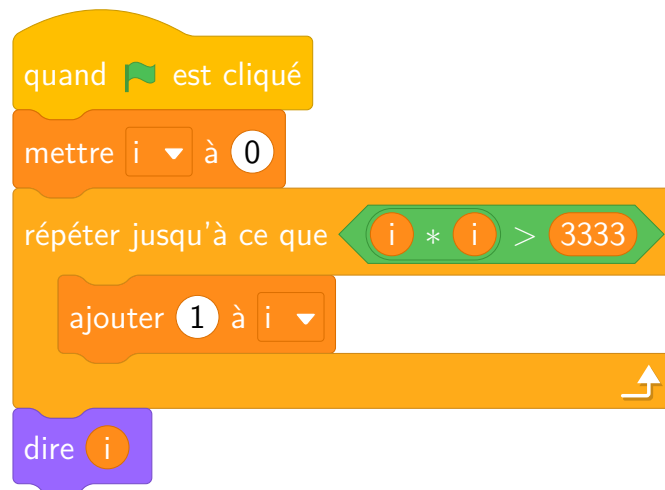 quand est cliqué
mettre i à 0
répéter jusqu'à ce que i * i > 3333
ajouter 1 à i
dire i